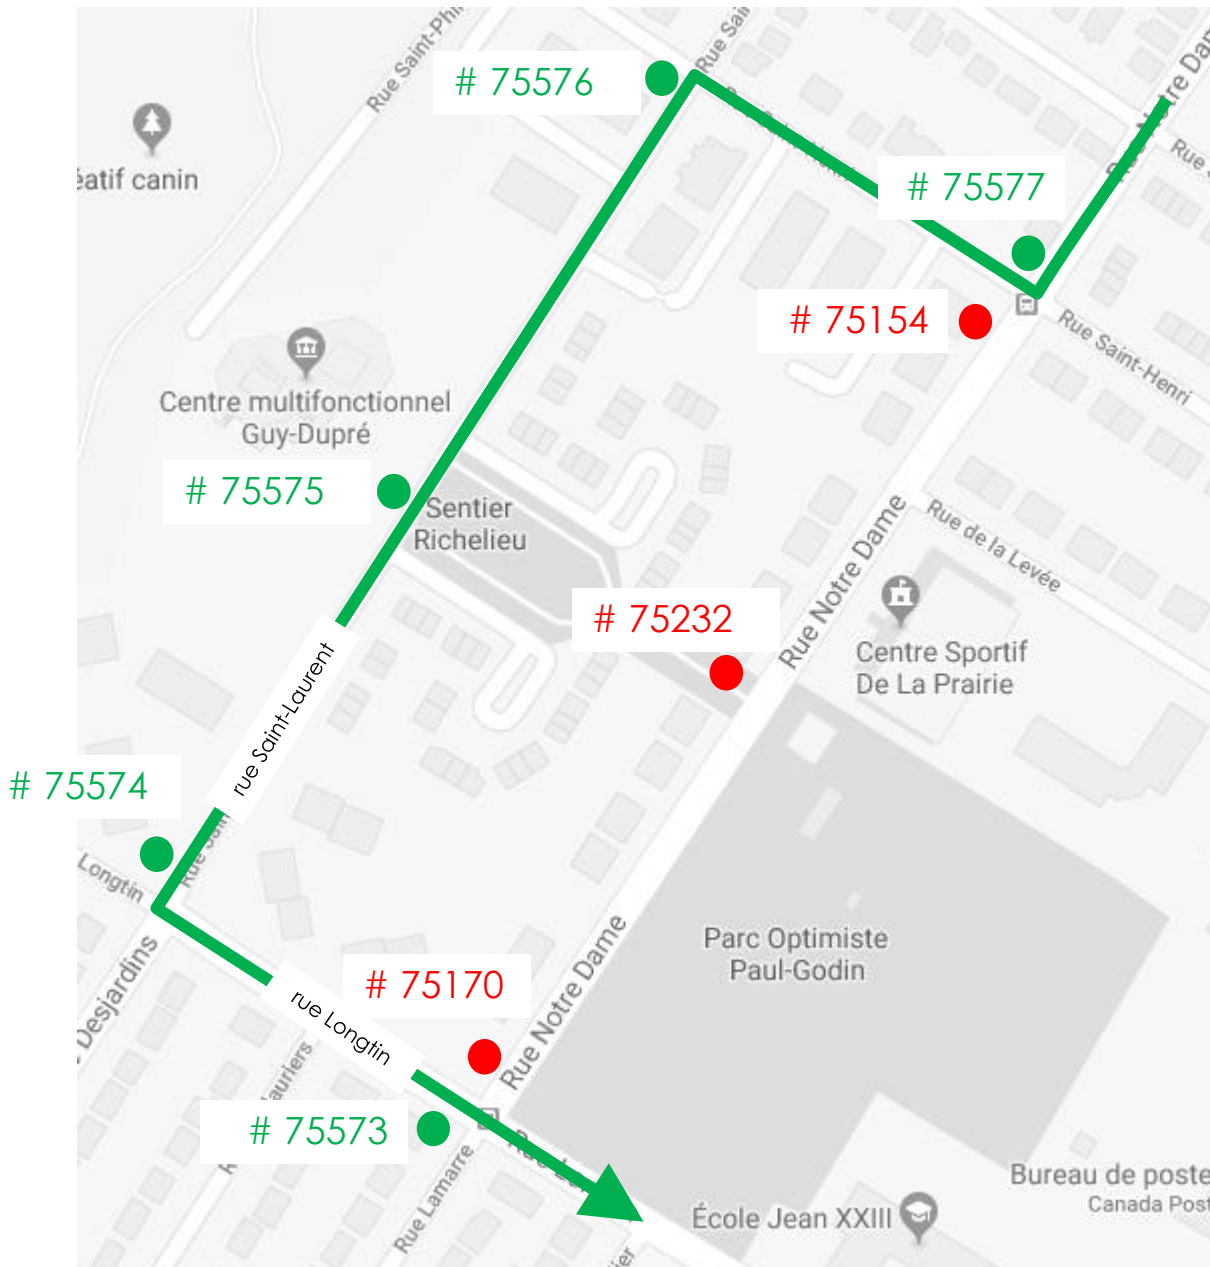 # 75576
Rue Saint-Phi
Rue Sai
Rue Notre Dame
éatif canin
# 75577
# 75154
Rue Saint-Henri
Centre multifonctionnel
Guy-Dupré
# 75575
Sentier
Richelieu
Rue de la Levée
Rue Notre Dame
# 75232
Centre Sportif
De La Prairie
rue Saint-Laurent
# 75574
Longtin
Desjardins
Parc Optimiste
Paul-Godin
# 75170
rue Longtin
Rue Notre Dame
auriers
# 75573
Rue Lamarre
Bureau de poste
Canada Post
École Jean XXIII
lier